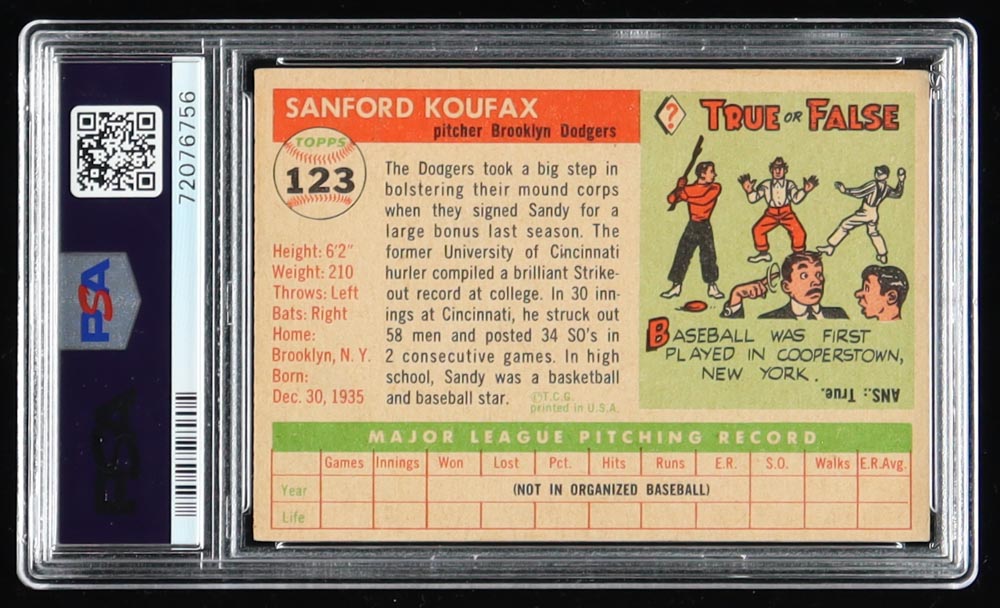 72076756
PSA
PSA
SANFORD KOUFAX
pitcher Brooklyn Dodgers
TOPPS
123
Height: 6'2"
Weight: 210
Throws: Left
Bats: Right
Home:
Brooklyn, N. Y.
Born:
Dec. 30, 1935
The Dodgers took a big step in
bolstering their mound corps
when they signed Sandy for a
large bonus last season. The
former University of Cincinnati
hurler compiled a brilliant Strike-
out record at college. In 30 inn-
ings at Cincinnati, he struck out
58 men and posted 34 SO's in
2 consecutive games. In high
school, Sandy was a basketball
and baseball star.
©T.C.G.
printed in U.S.A.
? TRUE OR FALSE
BASEBALL WAS FIRST
PLAYED IN COOPERSTOWN,
NEW YORK.
ANS.: True.
MAJOR LEAGUE PITCHING RECORD
Games Innings Won Lost Pct. Hits Runs E.R. S.O. Walks E.R.Avg.
Year (NOT IN ORGANIZED BASEBALL)
Life